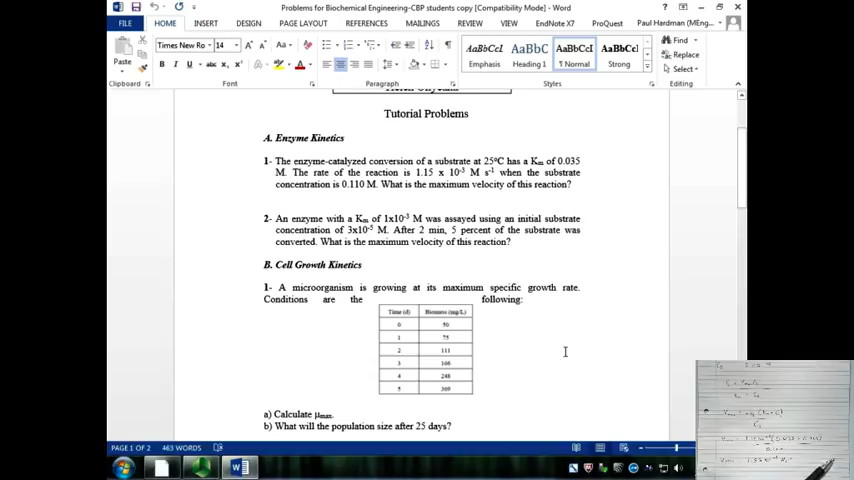 Problems for Biochemical Engineering-CBP students copy [Compatibility Mode] - Word
FILE HOME INSERT DESIGN PAGE LAYOUT REFERENCES MAILINGS REVIEW VIEW EndNote X7 ProQuest Paul Hardman (MEng...
Paste
Times New Ro 14
AaBbCcI AaBbC AaBbCcI AaBbCcI
Emphasis Heading 1 ¶ Normal Strong
Find
Replace
Select
Clipboard Font Paragraph Styles Editing
Tutorial Problems
A. Enzyme Kinetics
1- The enzyme-catalyzed conversion of a substrate at 25°C has a Km of 0.035
M. The rate of the reaction is 1.15 x 10-3 M s-1 when the substrate
concentration is 0.110 M. What is the maximum velocity of this reaction?
2- An enzyme with a Km of 1x10-3 M was assayed using an initial substrate
concentration of 3x10-5 M. After 2 min, 5 percent of the substrate was
converted. What is the maximum velocity of this reaction?
B. Cell Growth Kinetics
1- A microorganism is growing at its maximum specific growth rate.
Conditions are the following:
Time (d) Biomass (mg/L)
0 50
1 75
2 111
3 166
4 248
5 369
a) Calculate μmax.
b) What will the population size after 25 days?
PAGE 1 OF 2 463 WORDS